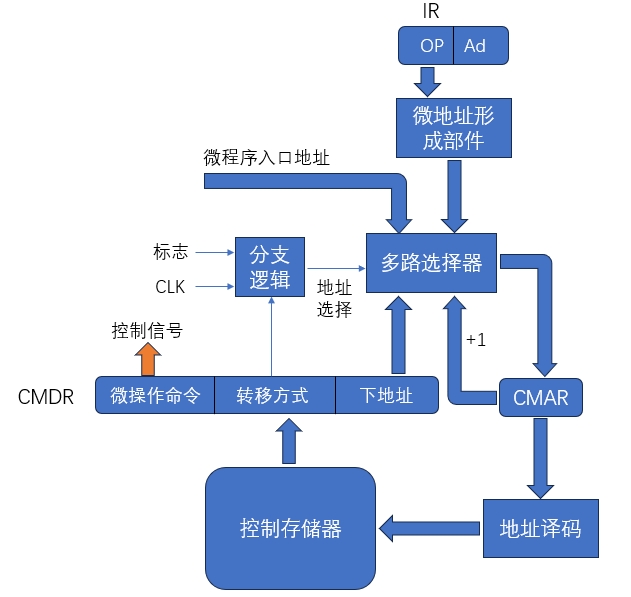 IR
OP Ad
微地址形
成部件
微程序入口地址
标志
CLK
分支
逻辑
地址
选择
多路选择器
+1
控制信号
CMDR
微操作命令 转移方式 下地址
CMAR
控制存储器
地址译码